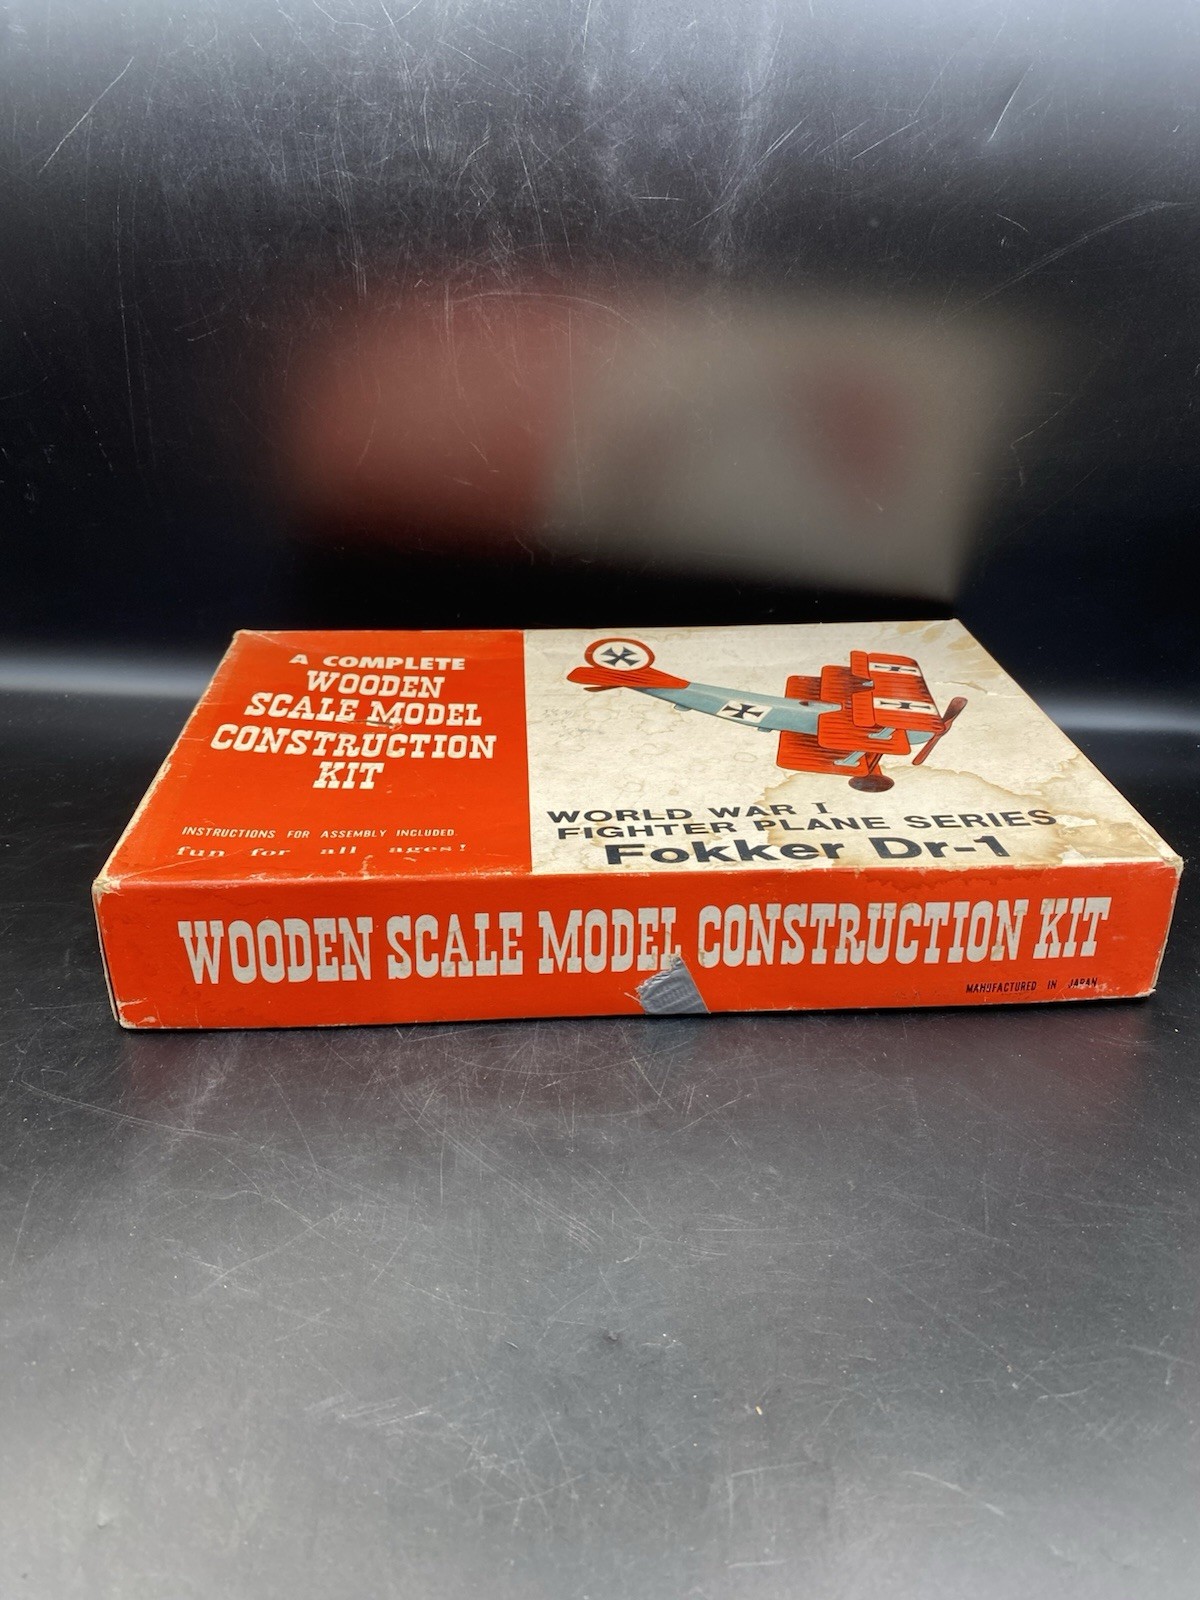 A COMPLETE
WOODEN
SCALE MODEL
CONSTRUCTION
KIT
INSTRUCTIONS FOR ASSEMBLY INCLUDED.
fun for all ages!
WORLD WAR I
FIGHTER PLANE SERIES
Fokker Dr-1
WOODEN SCALE MODEL CONSTRUCTION KIT
MANUFACTURED IN JAPAN